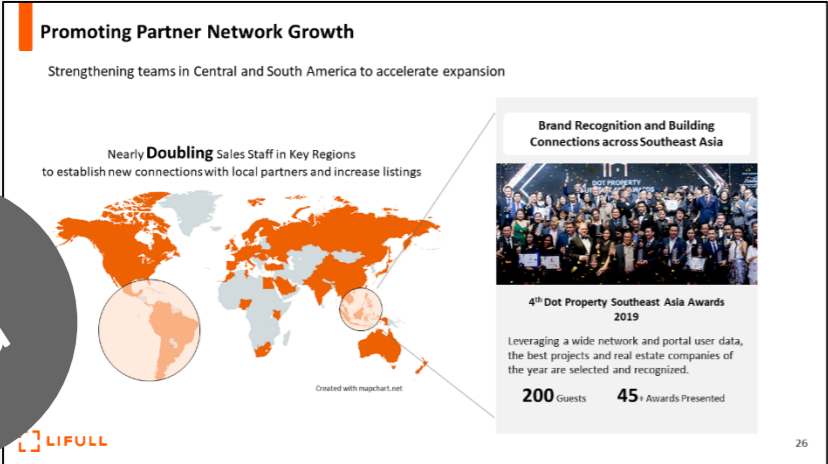 Promoting Partner Network Growth
Strengthening teams in Central and South America to accelerate expansion
Nearly Doubling Sales Staff in Key Regions
to establish new connections with local partners and increase listings
Created with mapchart.net
Brand Recognition and Building
Connections across Southeast Asia
DOT PROPERTY
4th Dot Property Southeast Asia Awards
2019
Leveraging a wide network and portal user data,
the best projects and real estate companies of
the year are selected and recognized.
200 Guests 45+ Awards Presented
LIFULL
26